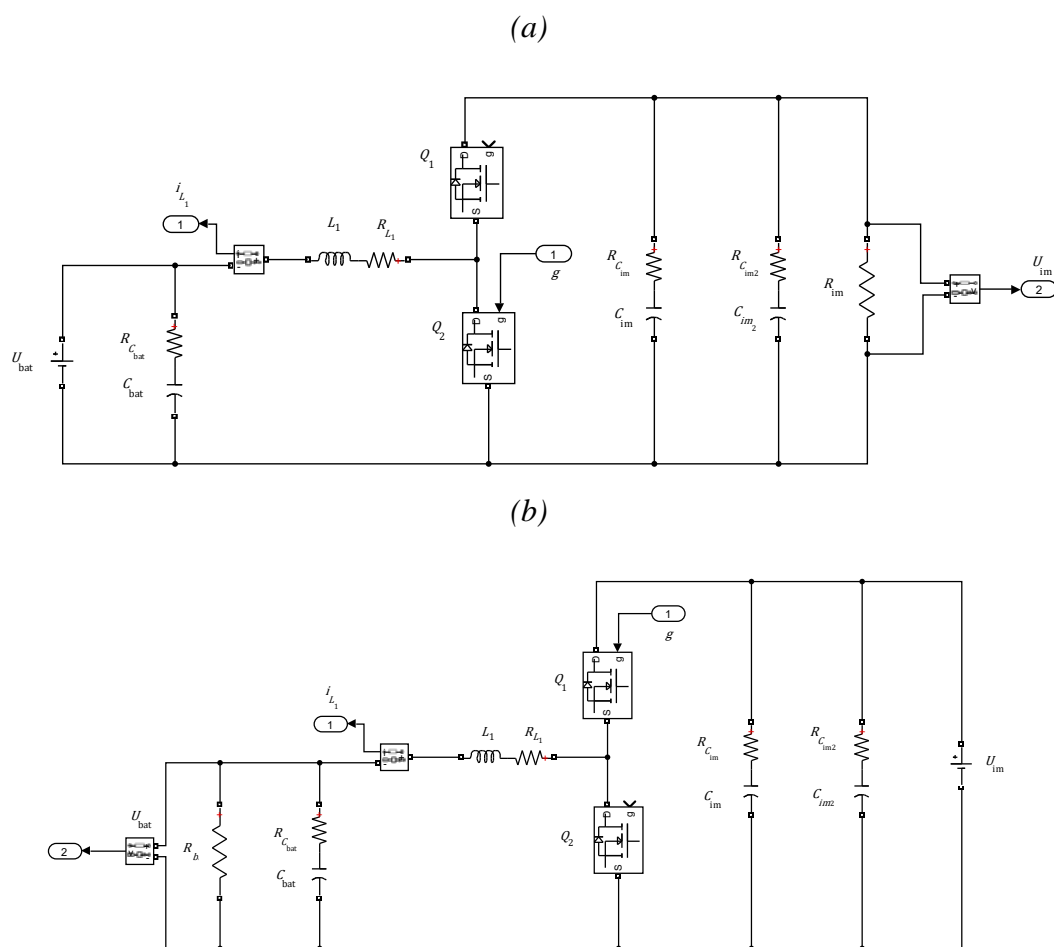 (a)
Q1
D
g
S
iL1
1
L1
RL1
1
g
RCim
Cim
RCim2
Cim2
Rim
Uim
2
Q2
D
g
S
Ubat
RCbat
Cbat
(b)
1
g
Q1
D
g
S
iL1
1
L1
RL1
RCim
Cim
RCim2
Cim2
Uim
Q2
D
g
S
Ubat
2
Rb
RCbat
Cbat